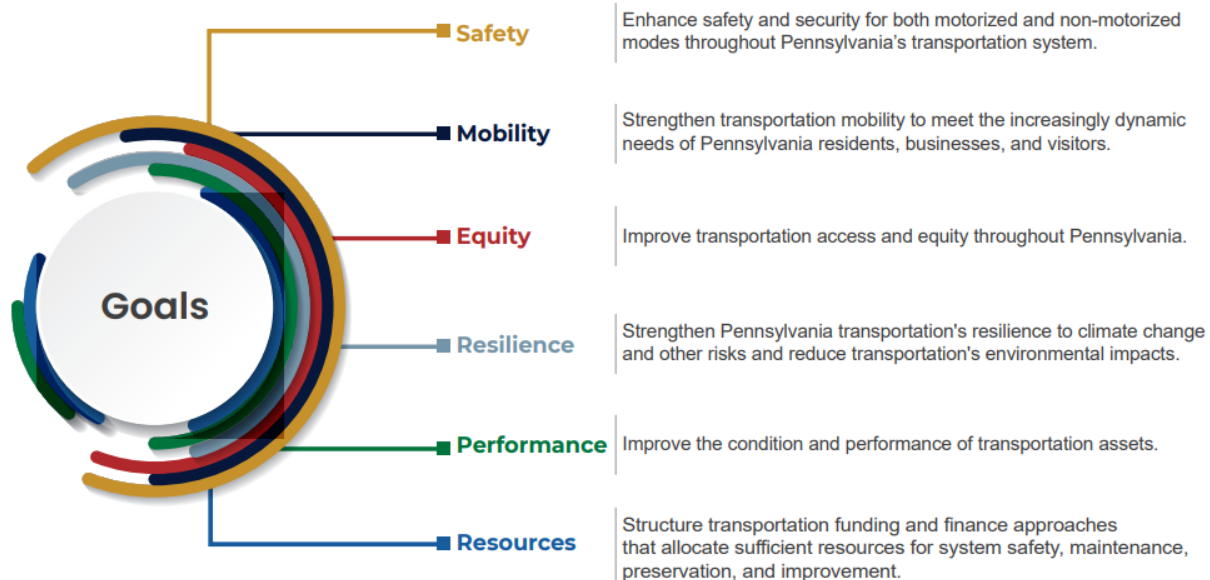 Goals
Safety
Enhance safety and security for both motorized and non-motorized
modes throughout Pennsylvania’s transportation system.
Mobility
Strengthen transportation mobility to meet the increasingly dynamic
needs of Pennsylvania residents, businesses, and visitors.
Equity
Improve transportation access and equity throughout Pennsylvania.
Resilience
Strengthen Pennsylvania transportation's resilience to climate change
and other risks and reduce transportation's environmental impacts.
Performance
Improve the condition and performance of transportation assets.
Resources
Structure transportation funding and finance approaches
that allocate sufficient resources for system safety, maintenance,
preservation, and improvement.